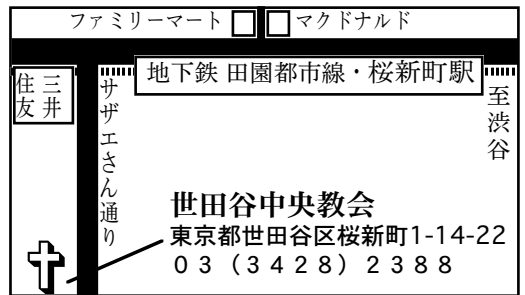 ファミリーマート
マクドナルド
地下鉄 田園都市線・桜新町駅
三井
住友
サザエさん通り
至渋谷
世田谷中央教会
東京都世田谷区桜新町1-14-22
03(3428)2388